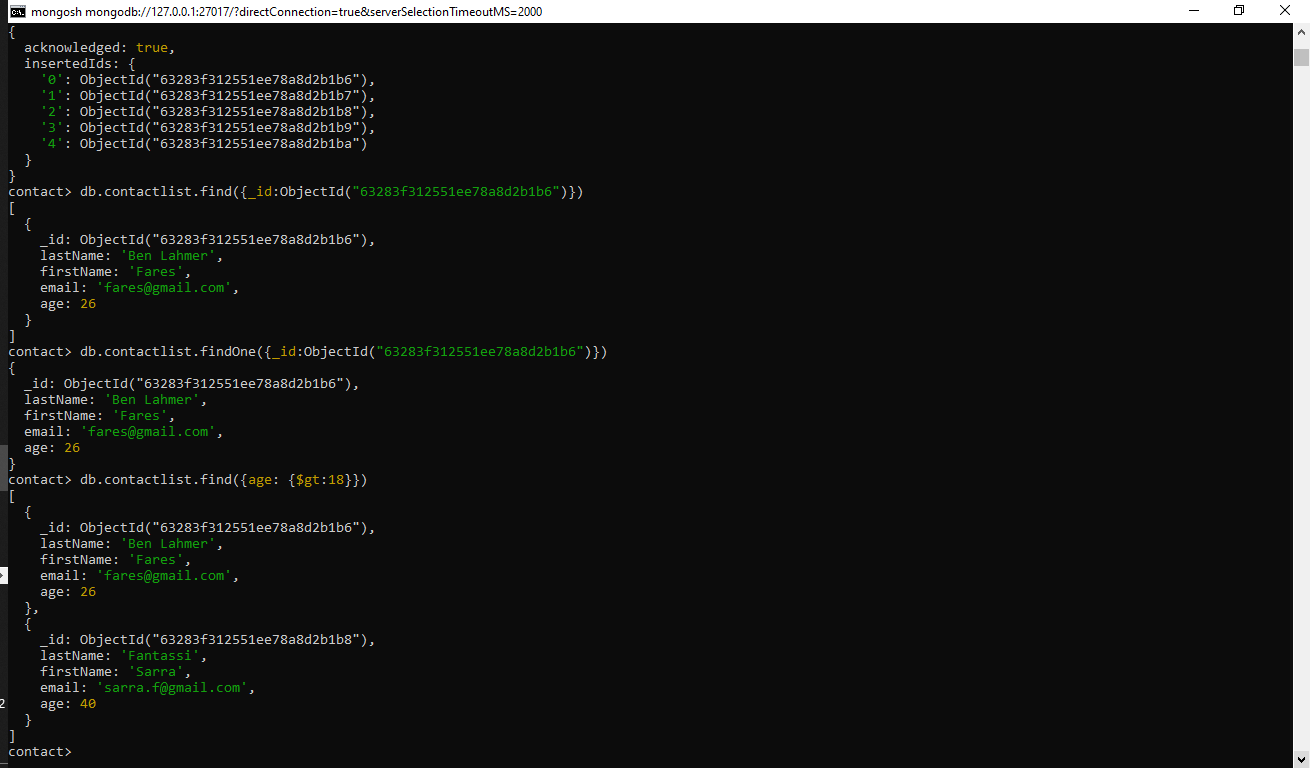 mongosh mongodb://127.0.0.1:27017/?directConnection=true&serverSelectionTimeoutMS=2000
{
  acknowledged: true,
  insertedIds: {
    '0': ObjectId("63283f312551ee78a8d2b1b6"),
    '1': ObjectId("63283f312551ee78a8d2b1b7"),
    '2': ObjectId("63283f312551ee78a8d2b1b8"),
    '3': ObjectId("63283f312551ee78a8d2b1b9"),
    '4': ObjectId("63283f312551ee78a8d2b1ba")
  }
}
contact> db.contactlist.find({_id:ObjectId("63283f312551ee78a8d2b1b6")})
[
  {
    _id: ObjectId("63283f312551ee78a8d2b1b6"),
    lastName: 'Ben Lahmer',
    firstName: 'Fares',
    email: 'fares@gmail.com',
    age: 26
  }
]
contact> db.contactlist.findOne({_id:ObjectId("63283f312551ee78a8d2b1b6")})
{
  _id: ObjectId("63283f312551ee78a8d2b1b6"),
  lastName: 'Ben Lahmer',
  firstName: 'Fares',
  email: 'fares@gmail.com',
  age: 26
}
contact> db.contactlist.find({age: {$gt:18}})
[
  {
    _id: ObjectId("63283f312551ee78a8d2b1b6"),
    lastName: 'Ben Lahmer',
    firstName: 'Fares',
    email: 'fares@gmail.com',
    age: 26
  },
  {
    _id: ObjectId("63283f312551ee78a8d2b1b8"),
    lastName: 'Fantassi',
    firstName: 'Sarra',
    email: 'sarra.f@gmail.com',
    age: 40
  }
]
contact>
2